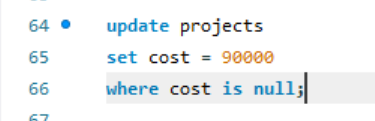 64 update projects
65 set cost = 90000
66 where cost is null;
67